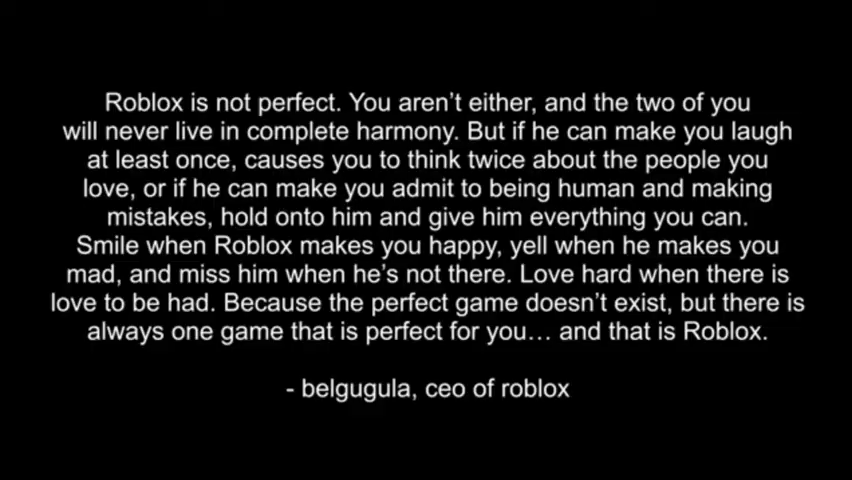 Roblox is not perfect. You aren’t either, and the two of you
will never live in complete harmony. But if he can make you laugh
at least once, causes you to think twice about the people you
love, or if he can make you admit to being human and making
mistakes, hold onto him and give him everything you can.
Smile when Roblox makes you happy, yell when he makes you
mad, and miss him when he’s not there. Love hard when there is
love to be had. Because the perfect game doesn’t exist, but there is
always one game that is perfect for you… and that is Roblox.
- belgugula, ceo of roblox